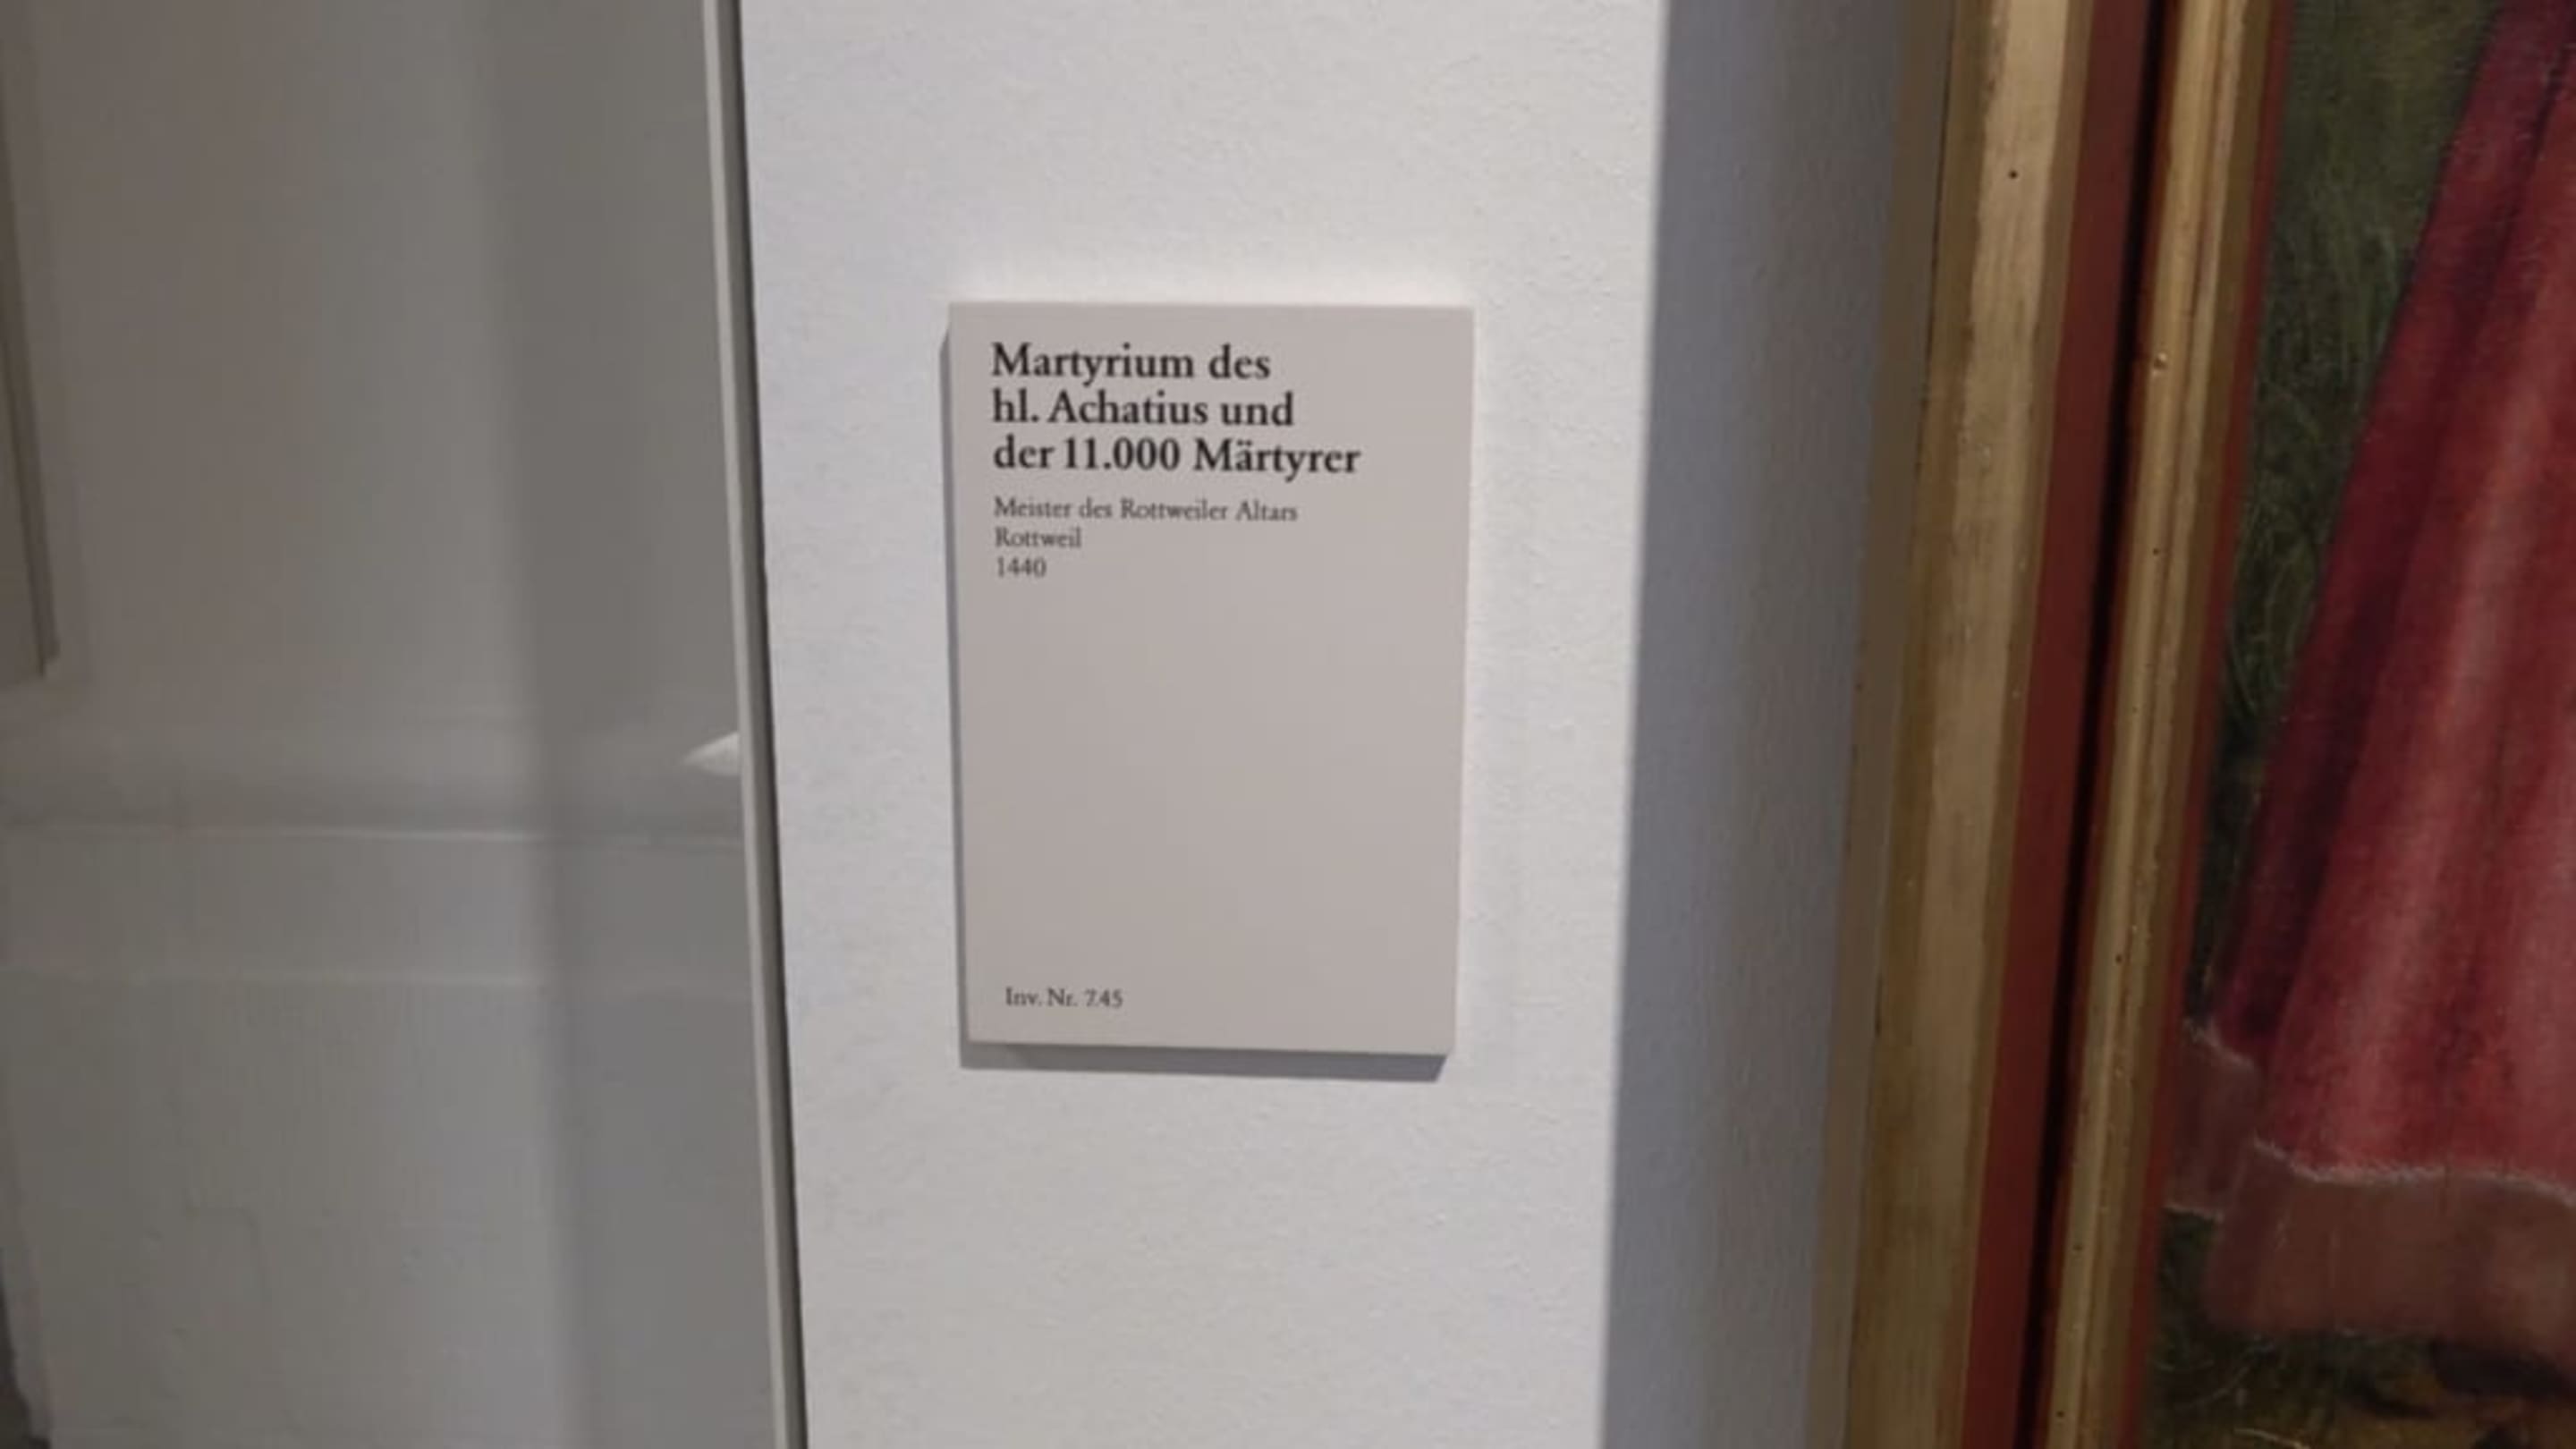 Martyrium des
hl. Achatius und
der 11.000 Märtyrer
Meister des Rottweiler Altars
Rottweil
1440
Inv. Nr. 7.45